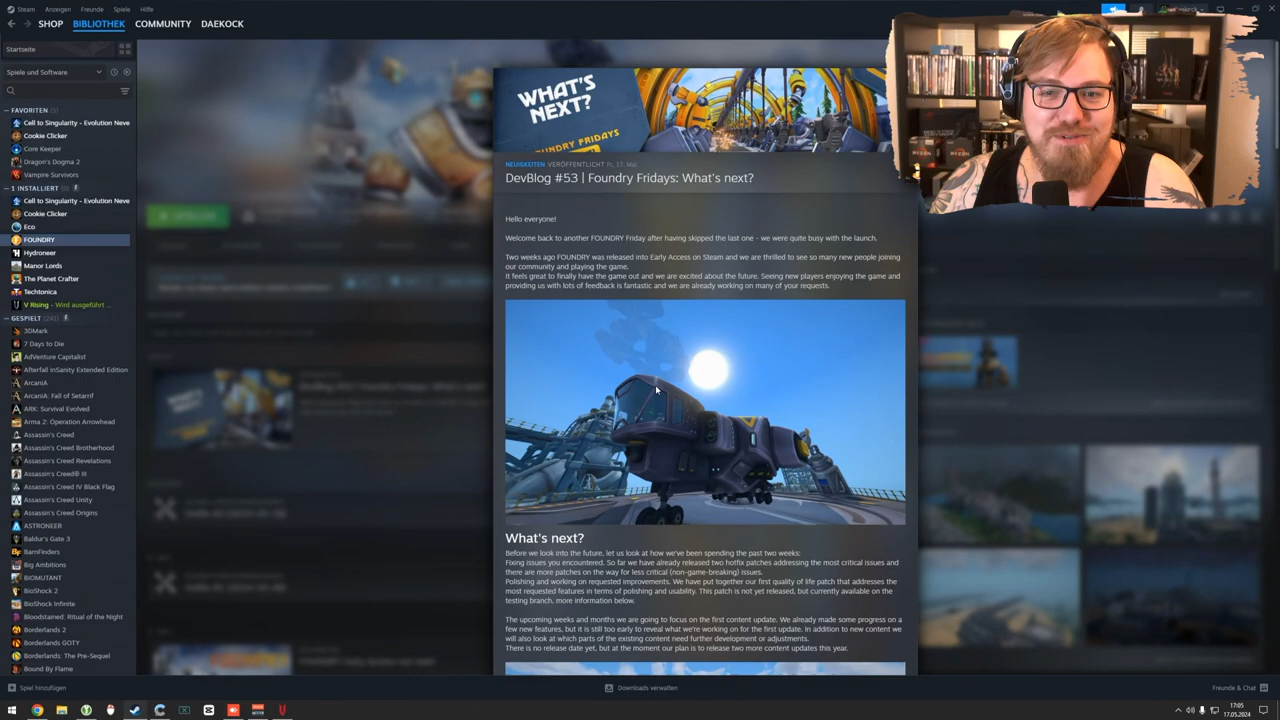 Steam Anzeigen Freunde Spiele Hilfe
SHOP BIBLIOTHEK COMMUNITY DAEKOCK
Startseite
Spiele und Software
FAVORITEN
Cell to Singularity - Evolution Neve
Cookie Clicker
Core Keeper
Dragon's Dogma 2
Vampire Survivors
1 INSTALLIERT
Cell to Singularity - Evolution Neve
Cookie Clicker
Eco
FOUNDRY
Hydroneer
Manor Lords
The Planet Crafter
Techtonica
V Rising - Wird ausgeführt ...
GESPIELT
3DMark
7 Days to Die
AdVenture Capitalist
Afterfall InSanity Extended Edition
ArcaniA
ArcaniA: Fall of Setarrif
ARK: Survival Evolved
Arma 2: Operation Arrowhead
Assassin's Creed
Assassin's Creed Brotherhood
Assassin's Creed Revelations
Assassin's Creed® III
Assassin's Creed IV Black Flag
Assassin's Creed Unity
Assassin's Creed Origins
ASTRONEER
Baldur's Gate 3
BarnFinders
Big Ambitions
BIOMUTANT
BioShock 2
BioShock Infinite
Bloodstained: Ritual of the Night
Borderlands 2
Borderlands GOTY
Borderlands: The Pre-Sequel
Bound By Flame
WHAT'S
NEXT?
FOUNDRY FRIDAYS
NEUIGKEITEN VERÖFFENTLICHT Fr, 17. Mai.
DevBlog #53 | Foundry Fridays: What's next?
Hello everyone!
Welcome back to another FOUNDRY Friday after having skipped the last one - we were quite busy with the launch.
Two weeks ago FOUNDRY was released into Early Access on Steam and we are thrilled to see so many new people joining
our community and playing the game.
It feels great to finally have the game out and we are excited about the future. Seeing new players enjoying the game and
providing us with lots of feedback is fantastic and we are already working on many of your requests.
What's next?
Before we look into the future, let us look at how we've been spending the past two weeks:
Fixing issues you encountered. So far we have already released two hotfix patches addressing the most critical issues and
there are more patches on the way for less critical (non-game-breaking) issues.
Polishing and working on requested improvements. We have put together our first quality of life patch that addresses the
most requested features in terms of polishing and usability. This patch is not yet released, but currently available on the
testing branch, more information below.
The upcoming weeks and months we are going to focus on the first content update. We already made some progress on a
few new features, but it is still too early to reveal what we're working on for the first update. In addition to new content we
will also look at which parts of the existing content need further development or adjustments.
There is no release date yet, but at the moment our plan is to release two more content updates this year.
RYZEN
RYZEN
Spiel hinzufügen
Downloads verwalten
Freunde & Chat
17:05
17.05.2024